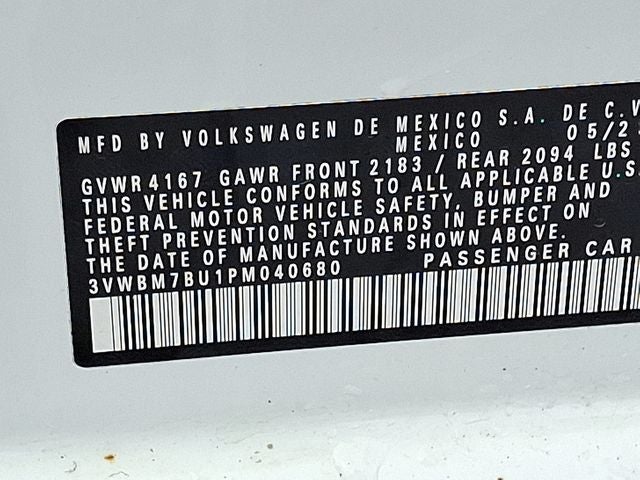 MFD BY VOLKSWAGEN DE MEXICO S.A. DE C.V
MEXICO 05/2
GVWR 4167 GAWR FRONT 2183 / REAR 2094 LBS
THIS VEHICLE CONFORMS TO ALL APPLICABLE U.S.
FEDERAL MOTOR VEHICLE SAFETY, BUMPER AND
THEFT PREVENTION STANDARDS IN EFFECT ON
THE DATE OF MANUFACTURE SHOWN ABOVE.
3VWBM7BU1PM040680 PASSENGER CAR